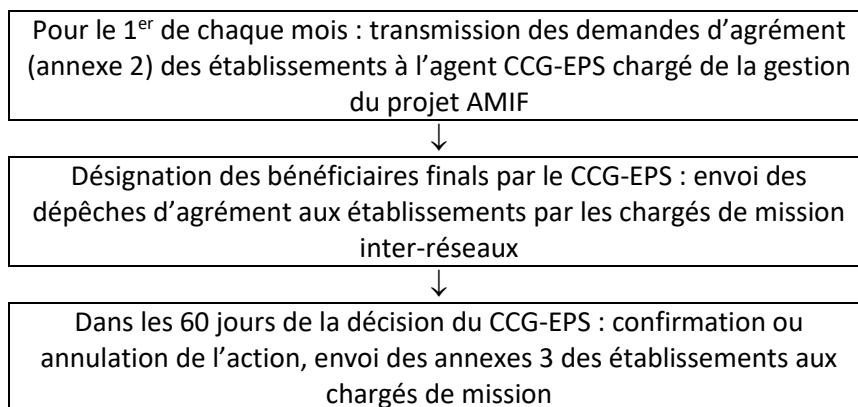 Pour le 1er de chaque mois : transmission des demandes d’agrément
(annexe 2) des établissements à l’agent CCG-EPS chargé de la gestion
du projet AMIF
↓
Désignation des bénéficiaires finals par le CCG-EPS : envoi des
dépêches d’agrément aux établissements par les chargés de mission
inter-réseaux
↓
Dans les 60 jours de la décision du CCG-EPS : confirmation ou
annulation de l’action, envoi des annexes 3 des établissements aux
chargés de mission